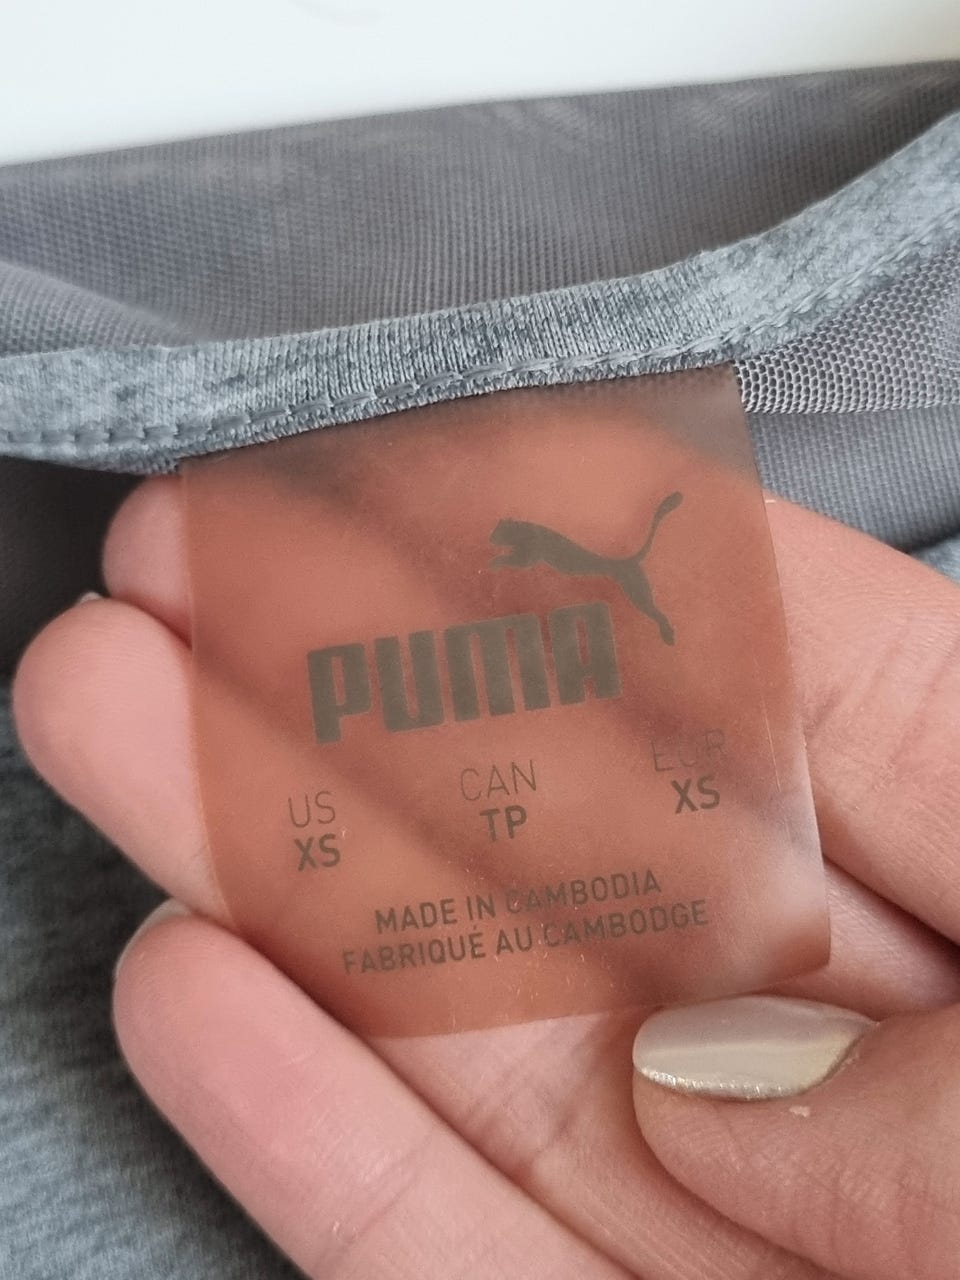 PUMA
US CAN EUR
XS TP XS
MADE IN CAMBODIA
FABRIQUÉ AU CAMBODGE